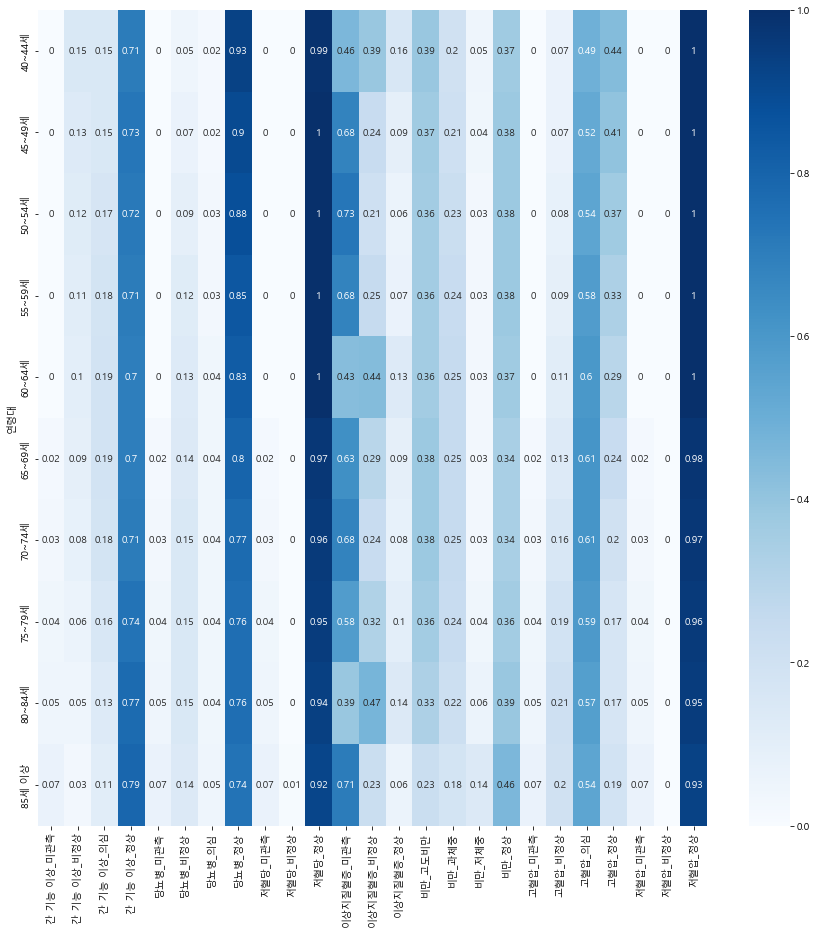 40~44세 0 0.15 0.15 0.71 0 0.05 0.02 0.93 0 0 0.99 0.46 0.39 0.16 0.39 0.2 0.05 0.37 0 0.07 0.49 0.44 0 0 1
45~49세 0 0.13 0.15 0.73 0 0.07 0.02 0.9 0 0 1 0.68 0.24 0.09 0.37 0.21 0.04 0.38 0 0.07 0.52 0.41 0 0 1
50~54세 0 0.12 0.17 0.72 0 0.09 0.03 0.88 0 0 1 0.73 0.21 0.06 0.36 0.23 0.03 0.38 0 0.08 0.54 0.37 0 0 1
55~59세 0 0.11 0.18 0.71 0 0.12 0.03 0.85 0 0 1 0.68 0.25 0.07 0.36 0.24 0.03 0.38 0 0.09 0.58 0.33 0 0 1
60~64세 0 0.1 0.19 0.7 0 0.13 0.04 0.83 0 0 1 0.43 0.44 0.13 0.36 0.25 0.03 0.37 0 0.11 0.6 0.29 0 0 1
연령대
65~69세 0.02 0.09 0.19 0.7 0.02 0.14 0.04 0.8 0.02 0 0.97 0.63 0.29 0.09 0.38 0.25 0.03 0.34 0.02 0.13 0.61 0.24 0.02 0 0.98
70~74세 0.03 0.08 0.18 0.71 0.03 0.15 0.04 0.77 0.03 0 0.96 0.68 0.24 0.08 0.38 0.25 0.03 0.34 0.03 0.16 0.61 0.2 0.03 0 0.97
75~79세 0.04 0.06 0.16 0.74 0.04 0.15 0.04 0.76 0.04 0 0.95 0.58 0.32 0.1 0.36 0.24 0.04 0.36 0.04 0.19 0.59 0.17 0.04 0 0.96
80~84세 0.05 0.05 0.13 0.77 0.05 0.15 0.04 0.76 0.05 0 0.94 0.39 0.47 0.14 0.33 0.22 0.06 0.39 0.05 0.21 0.57 0.17 0.05 0 0.95
85세 이상 0.07 0.03 0.11 0.79 0.07 0.14 0.05 0.74 0.07 0.01 0.92 0.71 0.23 0.06 0.23 0.18 0.14 0.46 0.07 0.2 0.54 0.19 0.07 0 0.93
간 기능 이상_미관측
간 기능 이상_비정상
간 기능 이상_의심
간 기능 이상_정상
당뇨병_미관측
당뇨병_비정상
당뇨병_의심
당뇨병_정상
저혈당_미관측
저혈당_비정상
저혈당_정상
이상지질혈증_미관측
이상지질혈증_비정상
이상지질혈증_정상
비만_고도비만
비만_과체중
비만_저체중
비만_정상
고혈압_미관측
고혈압_비정상
고혈압_의심
고혈압_정상
저혈압_미관측
저혈압_비정상
저혈압_정상
1.0
0.8
0.6
0.4
0.2
0.0